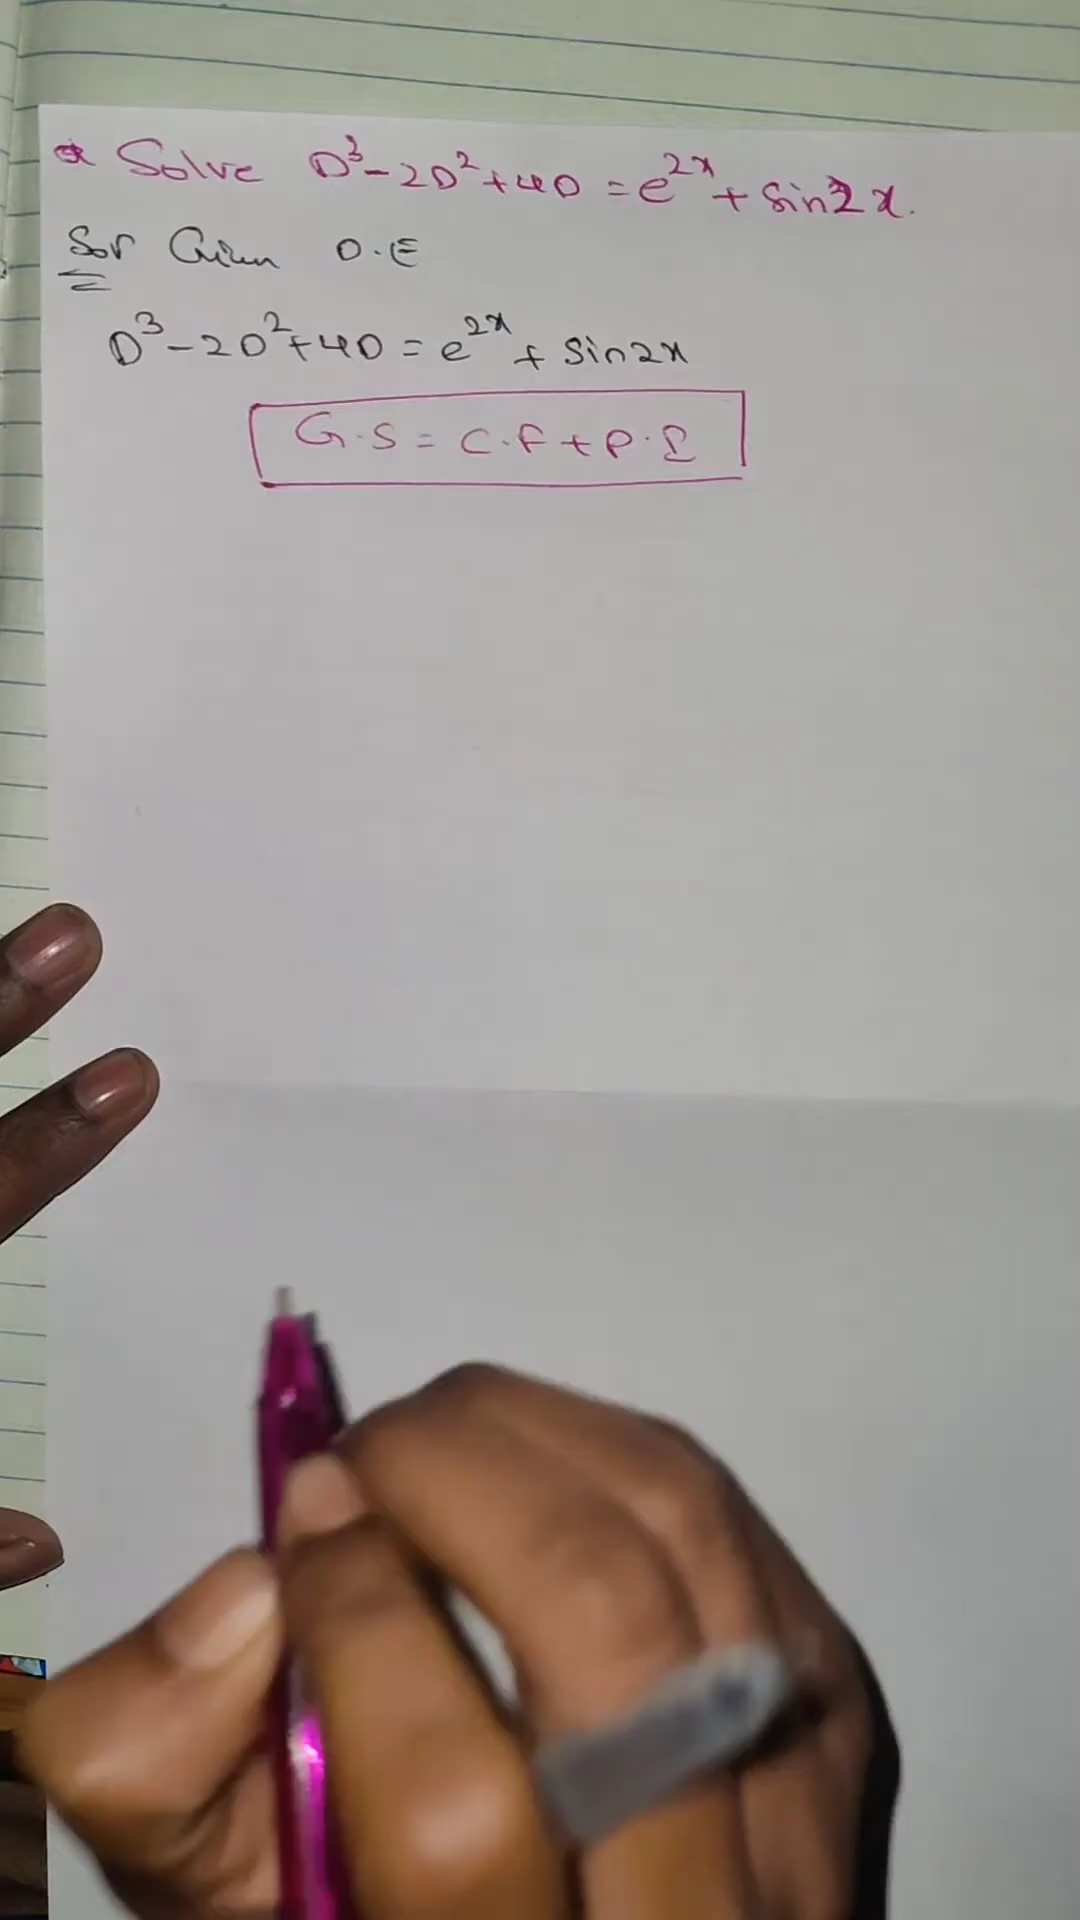 * Solve D³-2D²+4D = e²ˣ + sin2x.
Sol Given D.E
D³-2D²+4D = e²ˣ + sin2x
G.S = C.F + P.I